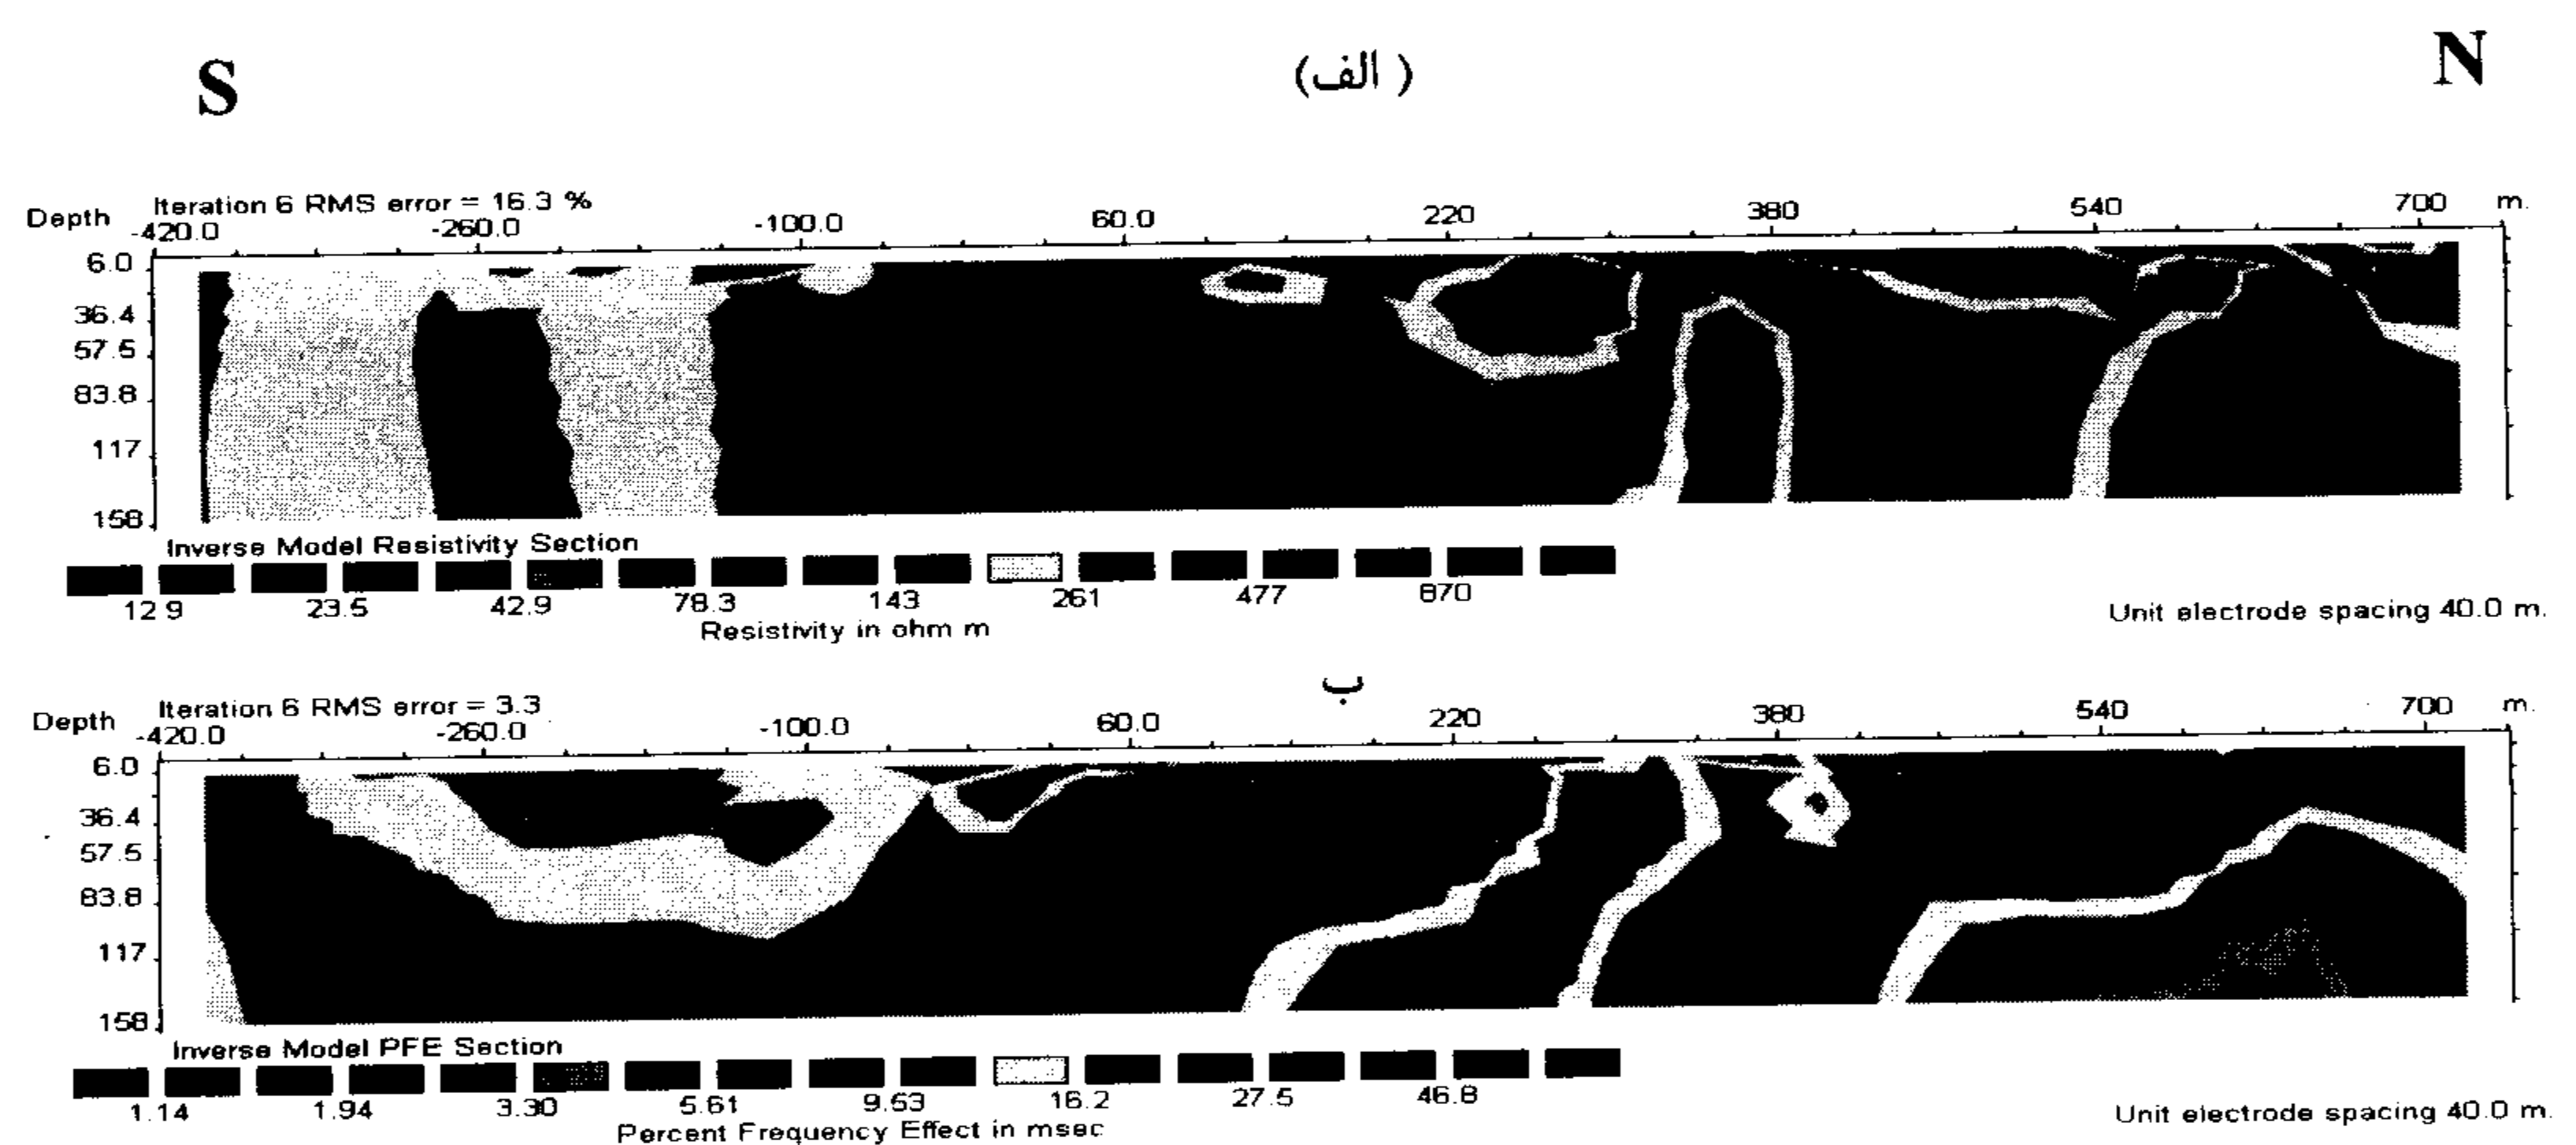 S
( الف)
N
Iteration 6 RMS error = 16.3 %
Depth
-420.0 -260.0 -100.0 60.0 220 380 540 700 m.
6.0
36.4
57.5
83.8
117
158
Inverse Model Resistivity Section
12.9 23.5 42.9 78.3 143 261 477 870
Resistivity in ohm m
Unit electrode spacing 40.0 m.
ب
Iteration 6 RMS error = 3.3
Depth
-420.0 -260.0 -100.0 60.0 220 380 540 700 m.
6.0
36.4
57.5
83.8
117
158
Inverse Model PFE Section
1.14 1.94 3.30 5.61 9.53 16.2 27.5 46.8
Percent Frequency Effect in msec
Unit electrode spacing 40.0 m.